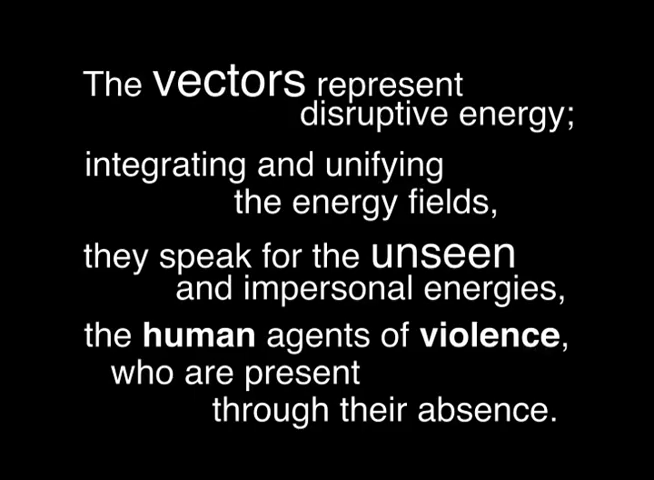 The vectors represent
disruptive energy;
integrating and unifying
the energy fields,
they speak for the unseen
and impersonal energies,
the human agents of violence,
who are present
through their absence.